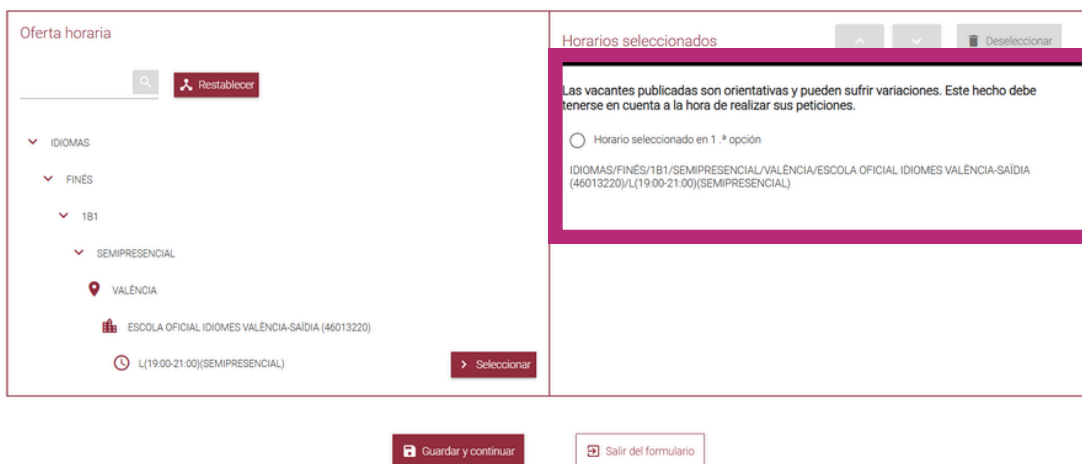 Oferta horaria
Restablecer
IDIOMAS
FINÉS
1B1
SEMIPRESENCIAL
VALÈNCIA
ESCOLA OFICIAL IDIOMES VALÈNCIA-SAÏDIA (46013220)
L(19:00-21:00)(SEMIPRESENCIAL)
Seleccionar
Horarios seleccionados
Deseleccionar
Las vacantes publicadas son orientativas y pueden sufrir variaciones. Este hecho debe
tenerse en cuenta a la hora de realizar sus peticiones.
Horario seleccionado en 1 .ª opción
IDIOMAS/FINÉS/1B1/SEMIPRESENCIAL/VALÈNCIA/ESCOLA OFICIAL IDIOMES VALÈNCIA-SAÏDIA
(46013220)/L(19:00-21:00)(SEMIPRESENCIAL)
Guardar y continuar
Salir del formulario